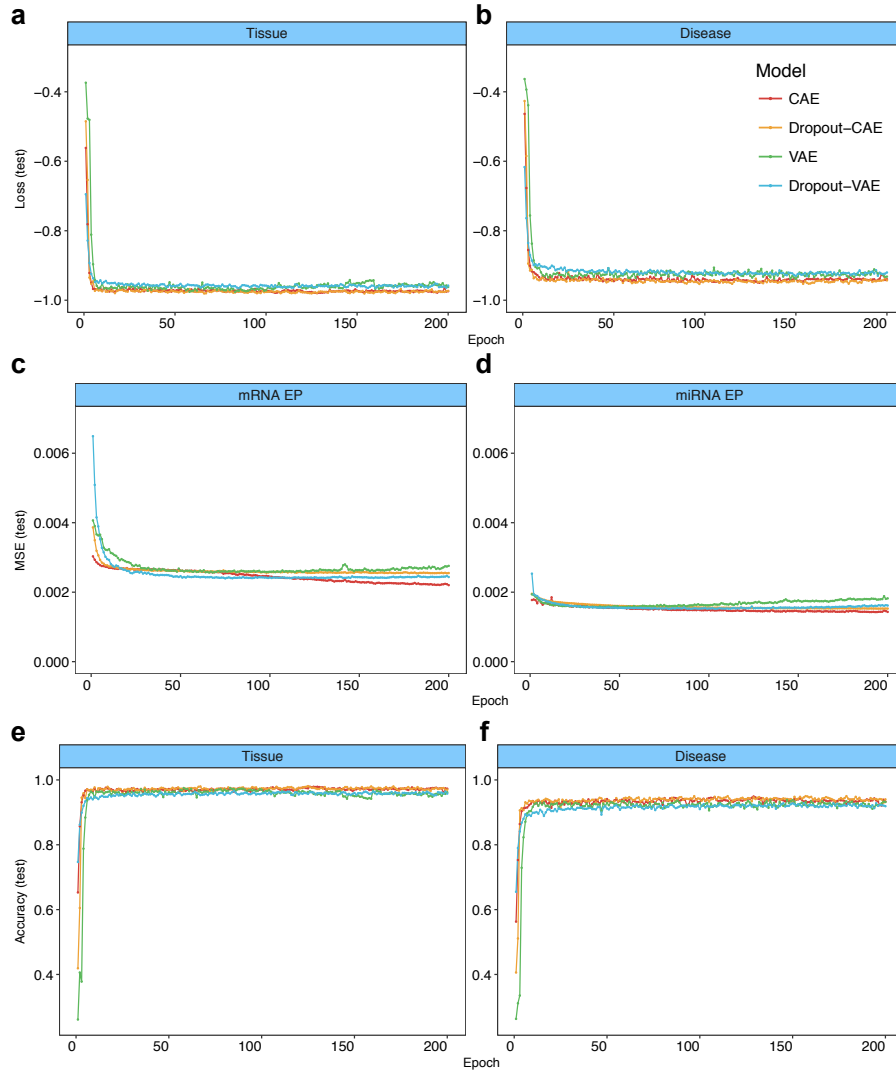 a
b
Tissue
Disease
Loss (test)
−0.4
−0.6
−0.8
−1.0
0
50
100
150
200
−0.4
−0.6
−0.8
−1.0
0
50
100
150
200
Model
CAE
Dropout−CAE
VAE
Dropout−VAE
Epoch
c
d
mRNA EP
miRNA EP
MSE (test)
0.006
0.004
0.002
0.000
0
50
100
150
200
0.006
0.004
0.002
0.000
0
50
100
150
200
Epoch
e
f
Tissue
Disease
Accuracy (test)
1.0
0.8
0.6
0.4
0
50
100
150
200
1.0
0.8
0.6
0.4
0
50
100
150
200
Epoch